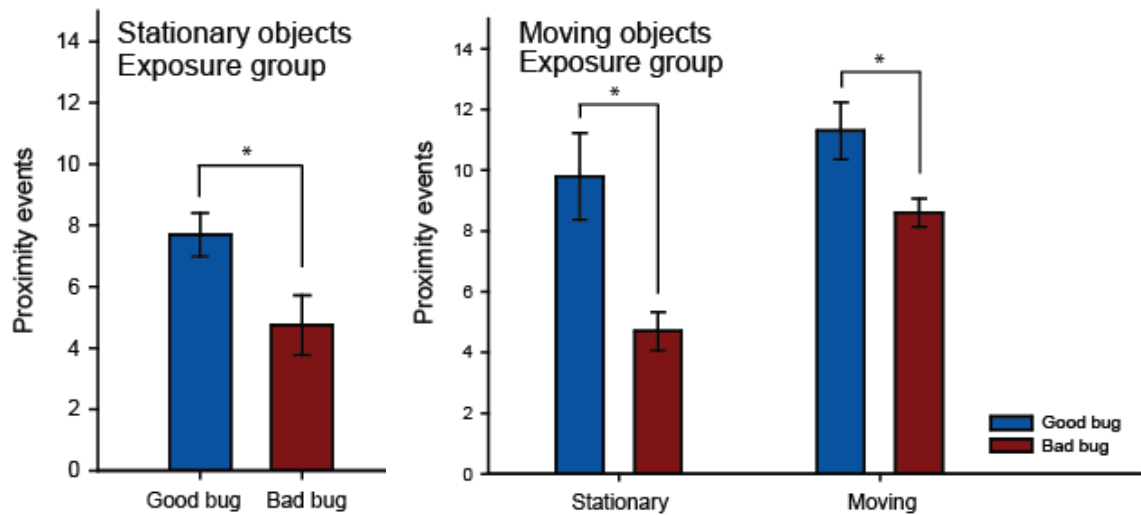 Stationary objects
Exposure group
Proximity events
14
12
10
8
6
4
2
0
*
Good bug Bad bug
Moving objects
Exposure group
Proximity events
14
12
10
8
6
4
2
0
*
*
Stationary Moving
Good bug
Bad bug